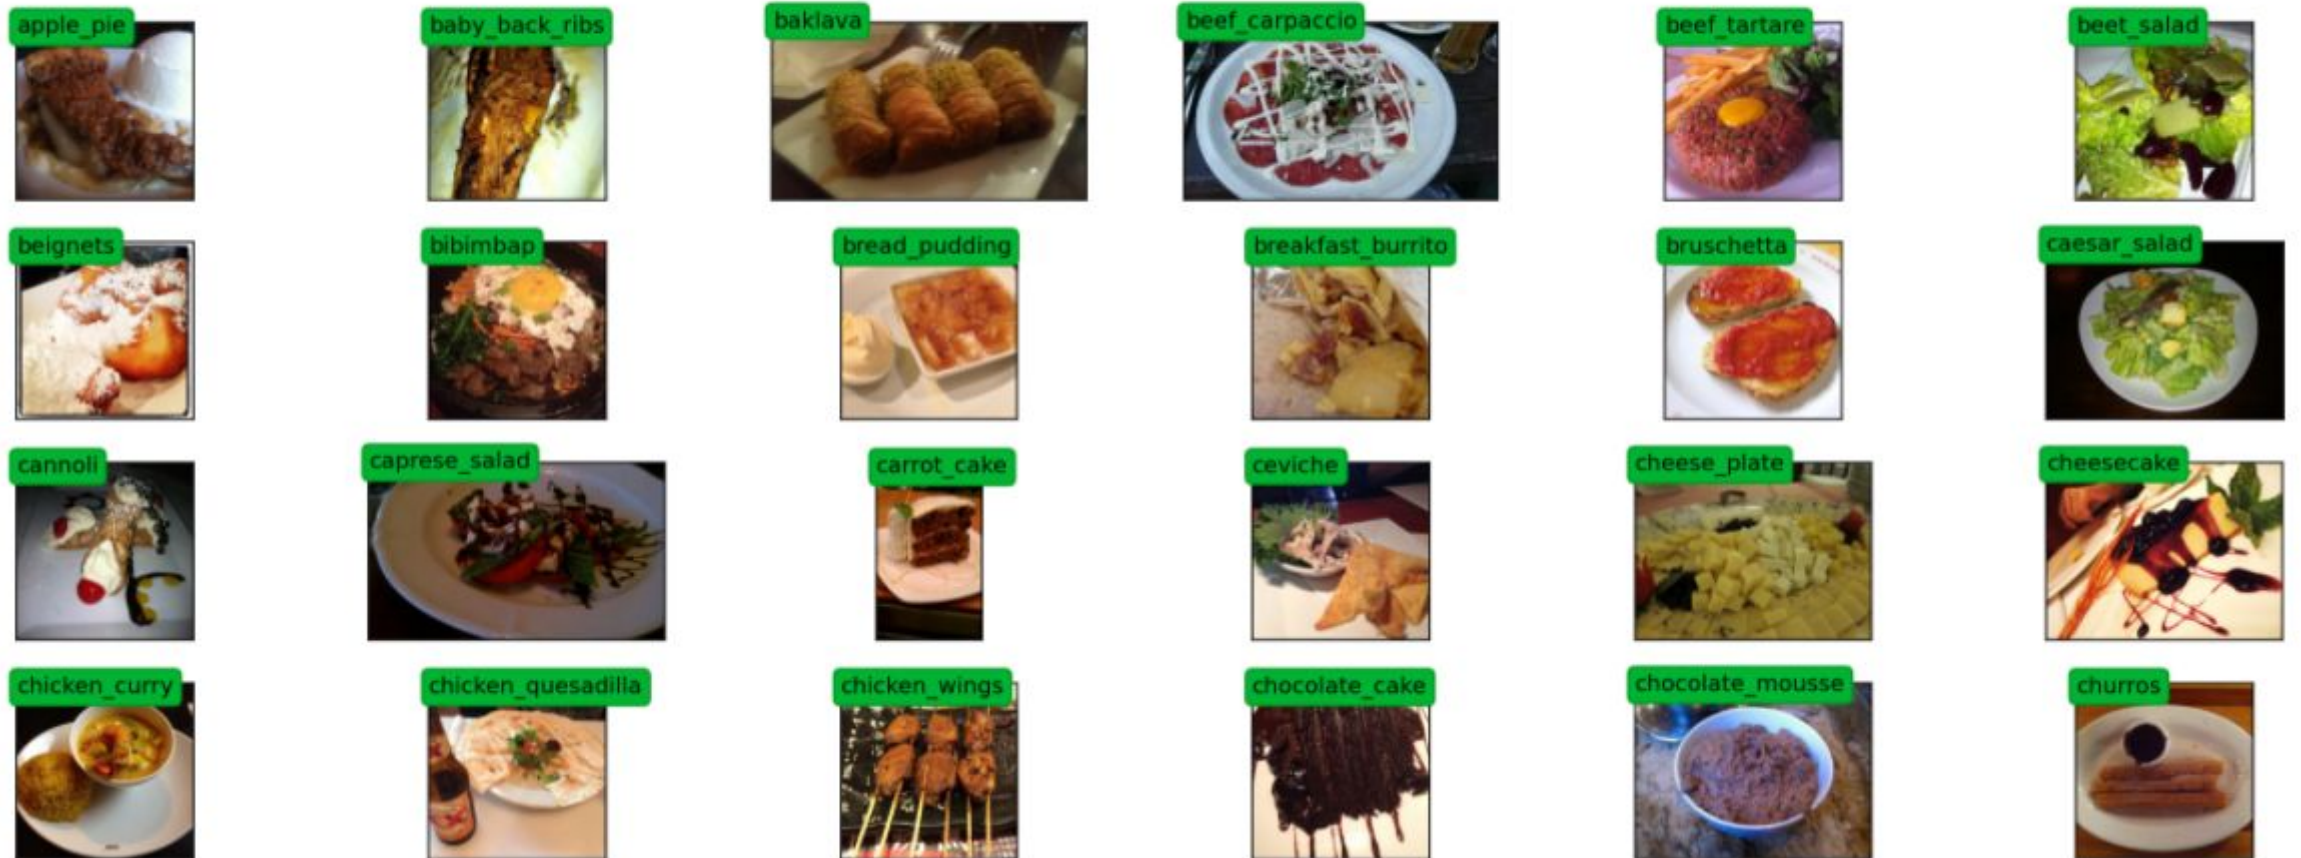 apple_pie
baby_back_ribs
baklava
beef_carpaccio
beef_tartare
beet_salad
beignets
bibimbap
bread_pudding
breakfast_burrito
bruschetta
caesar_salad
cannoli
caprese_salad
carrot_cake
ceviche
cheese_plate
cheesecake
chicken_curry
chicken_quesadilla
chicken_wings
chocolate_cake
chocolate_mousse
churros